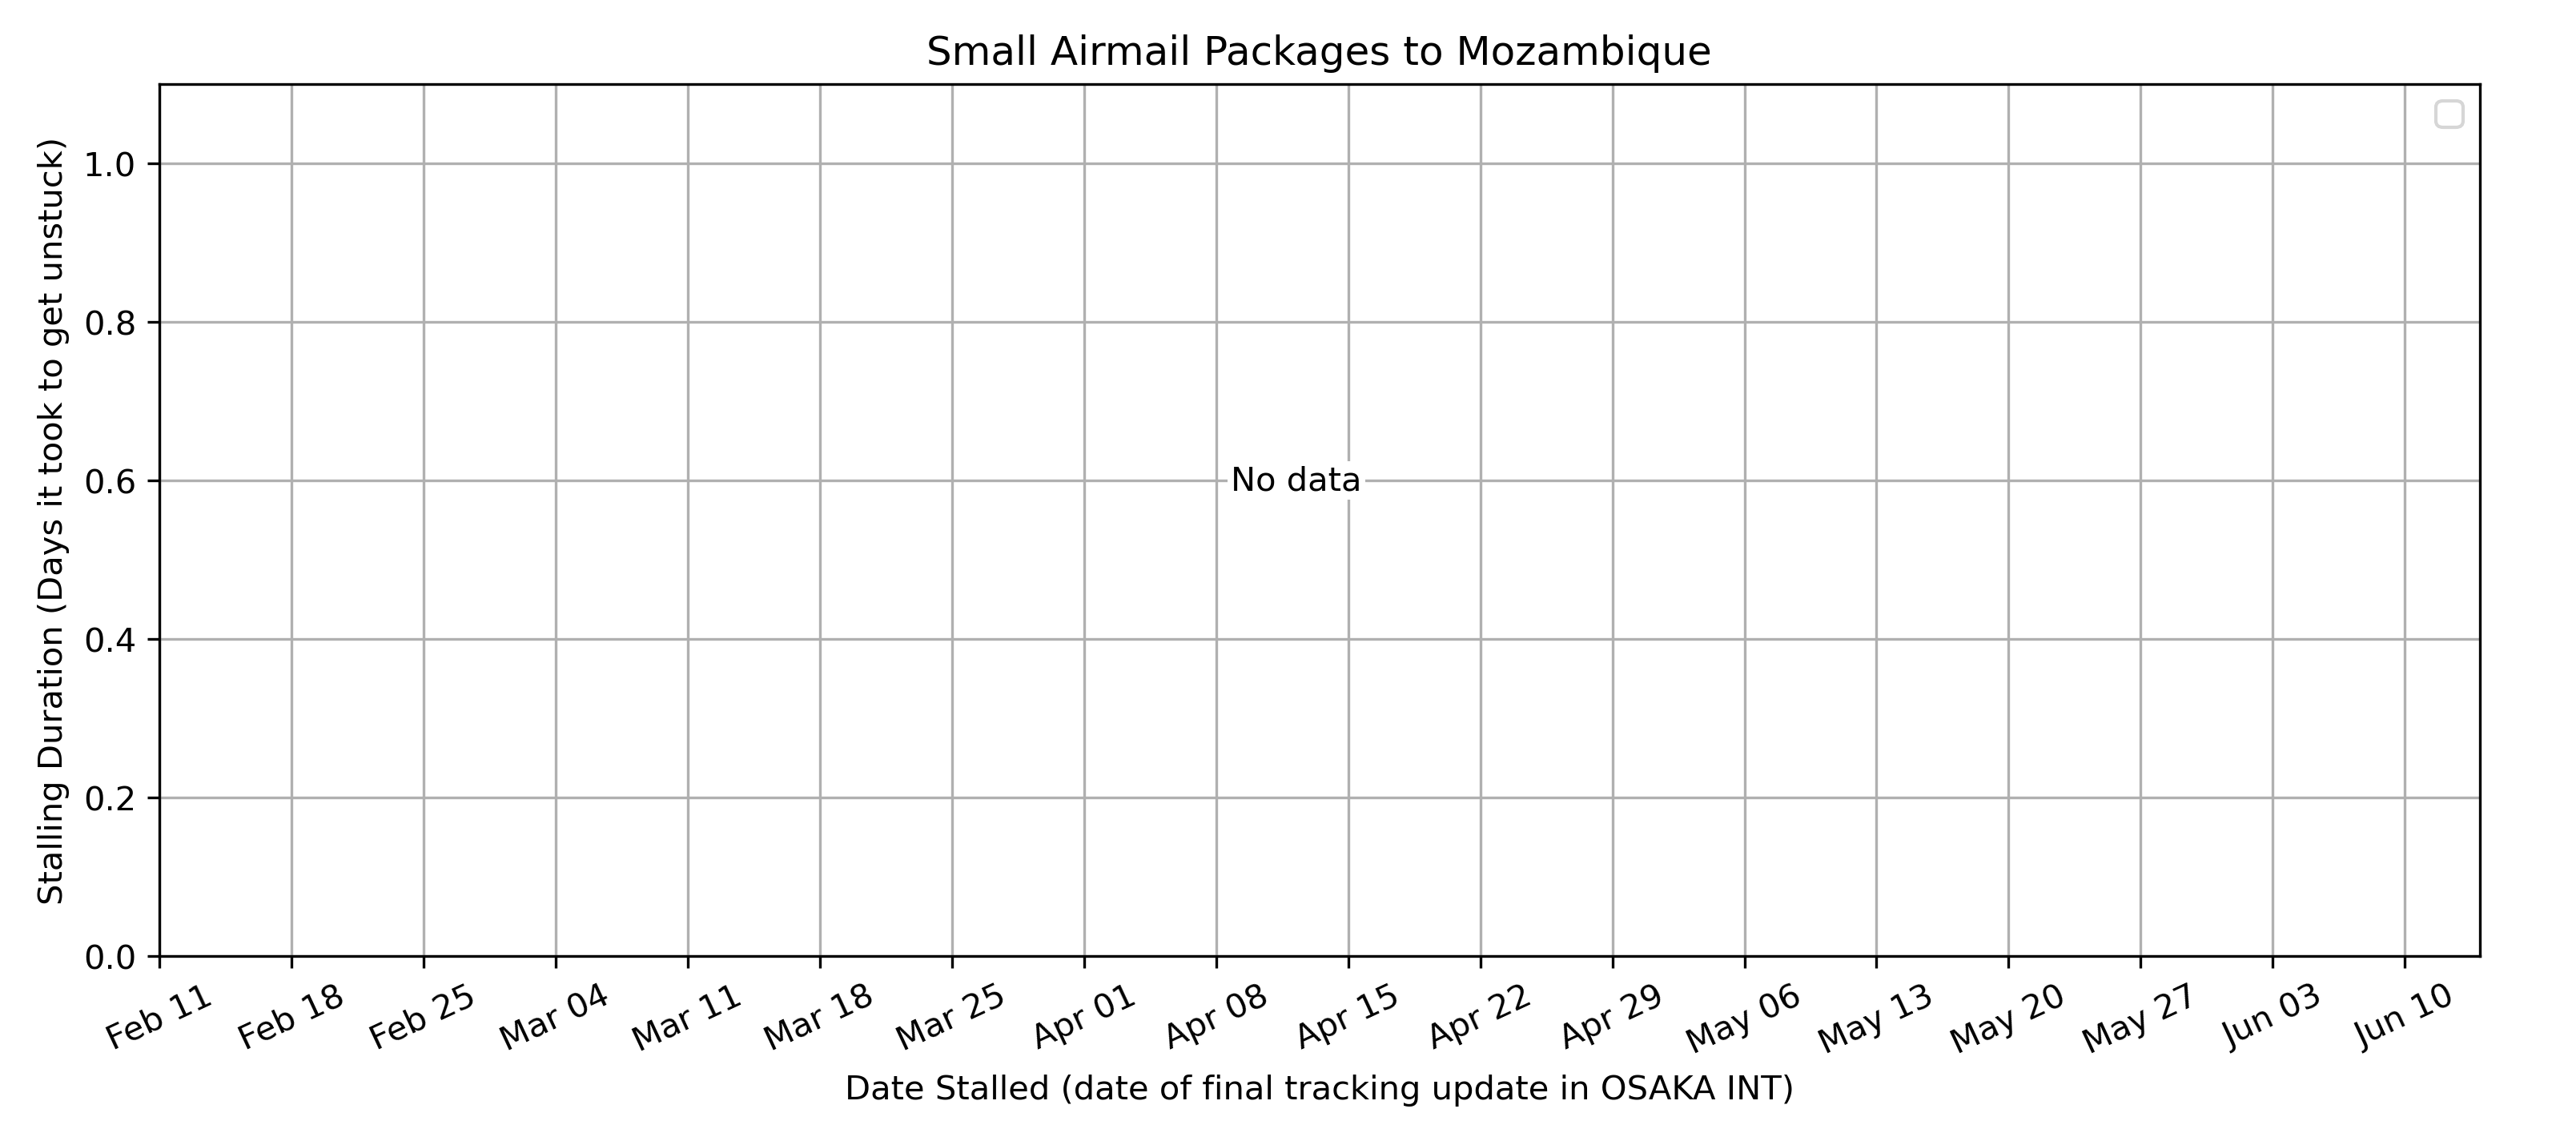 Small Airmail Packages to Mozambique
Stalling Duration (Days it took to get unstuck)
1.0
0.8
0.6
0.4
0.2
0.0
No data
Feb 11 Feb 18 Feb 25 Mar 04 Mar 11 Mar 18 Mar 25 Apr 01 Apr 08 Apr 15 Apr 22 Apr 29 May 06 May 13 May 20 May 27 Jun 03 Jun 10
Date Stalled (date of final tracking update in OSAKA INT)